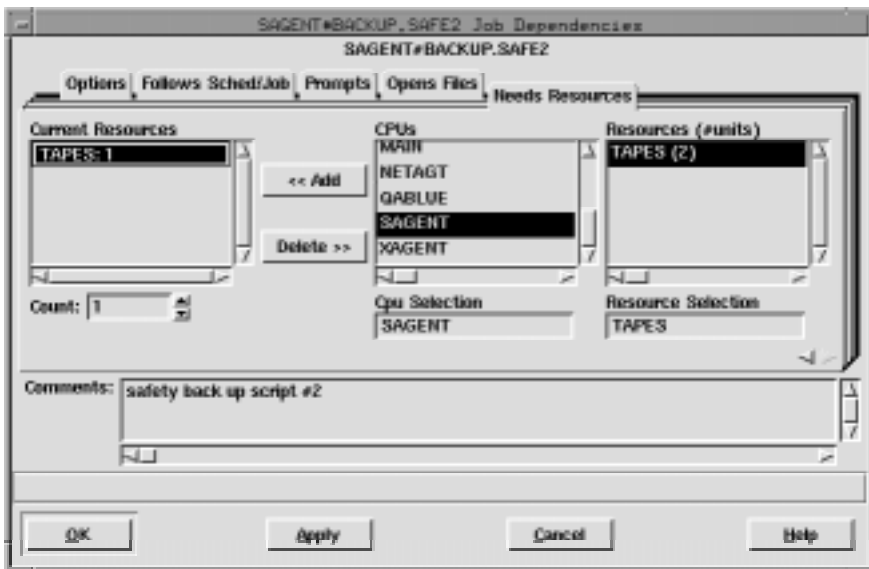 SAGENT#BACKUP.SAFE2 Job Dependencies
SAGENT#BACKUP.SAFE2
Options Follows Sched/Job Prompts Opens Files Needs Resources
Current Resources
TAPES: 1
<< Add
Delete >>
Count: 1
CPUs
MAIN
NETAGT
QABLUE
SAGENT
XAGENT
Cpu Selection
SAGENT
Resources (#units)
TAPES (2)
Resource Selection
TAPES
Comments: safety back up script #2
OK Apply Cancel Help